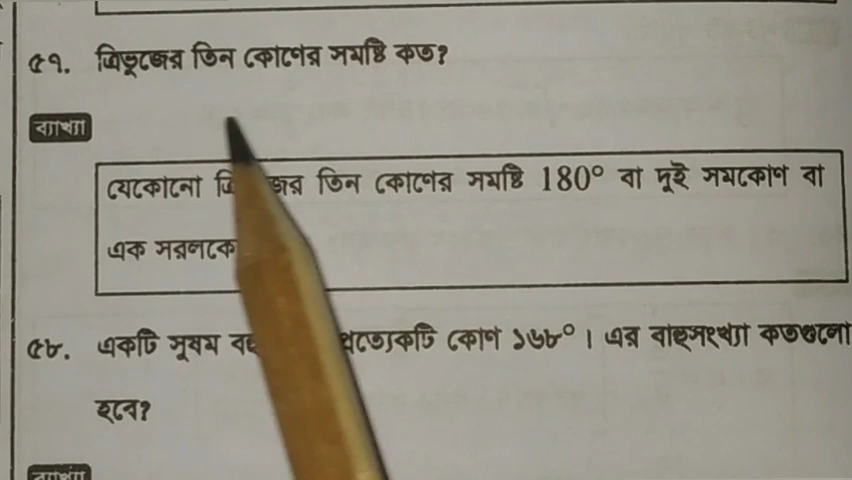 ৫৭. ত্রিভুজের তিন কোণের সমষ্টি কত?
ব্যাখ্যা
যেকোনো তিন কোণের সমষ্টি 180° বা দুই সমকোণ বা
এক
৫৮. একটি সুষম প্রত্যেকটি কোণ ১৬৮°। এর বাহুসংখ্যা কতগুলো
হবে?